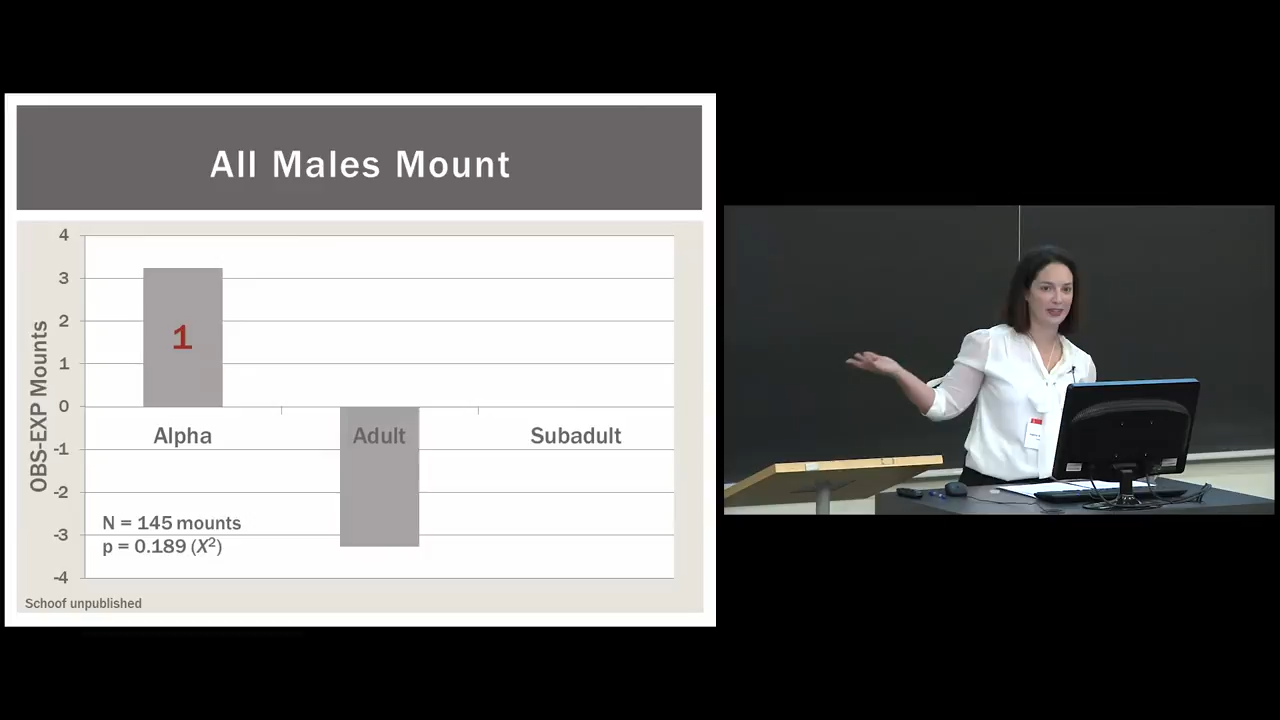 All Males Mount
4
3
2
1
0
-1
-2
-3
-4
OBS-EXP Mounts
1
Alpha
Adult
Subadult
N = 145 mounts
p = 0.189 (X²)
Schoof unpublished